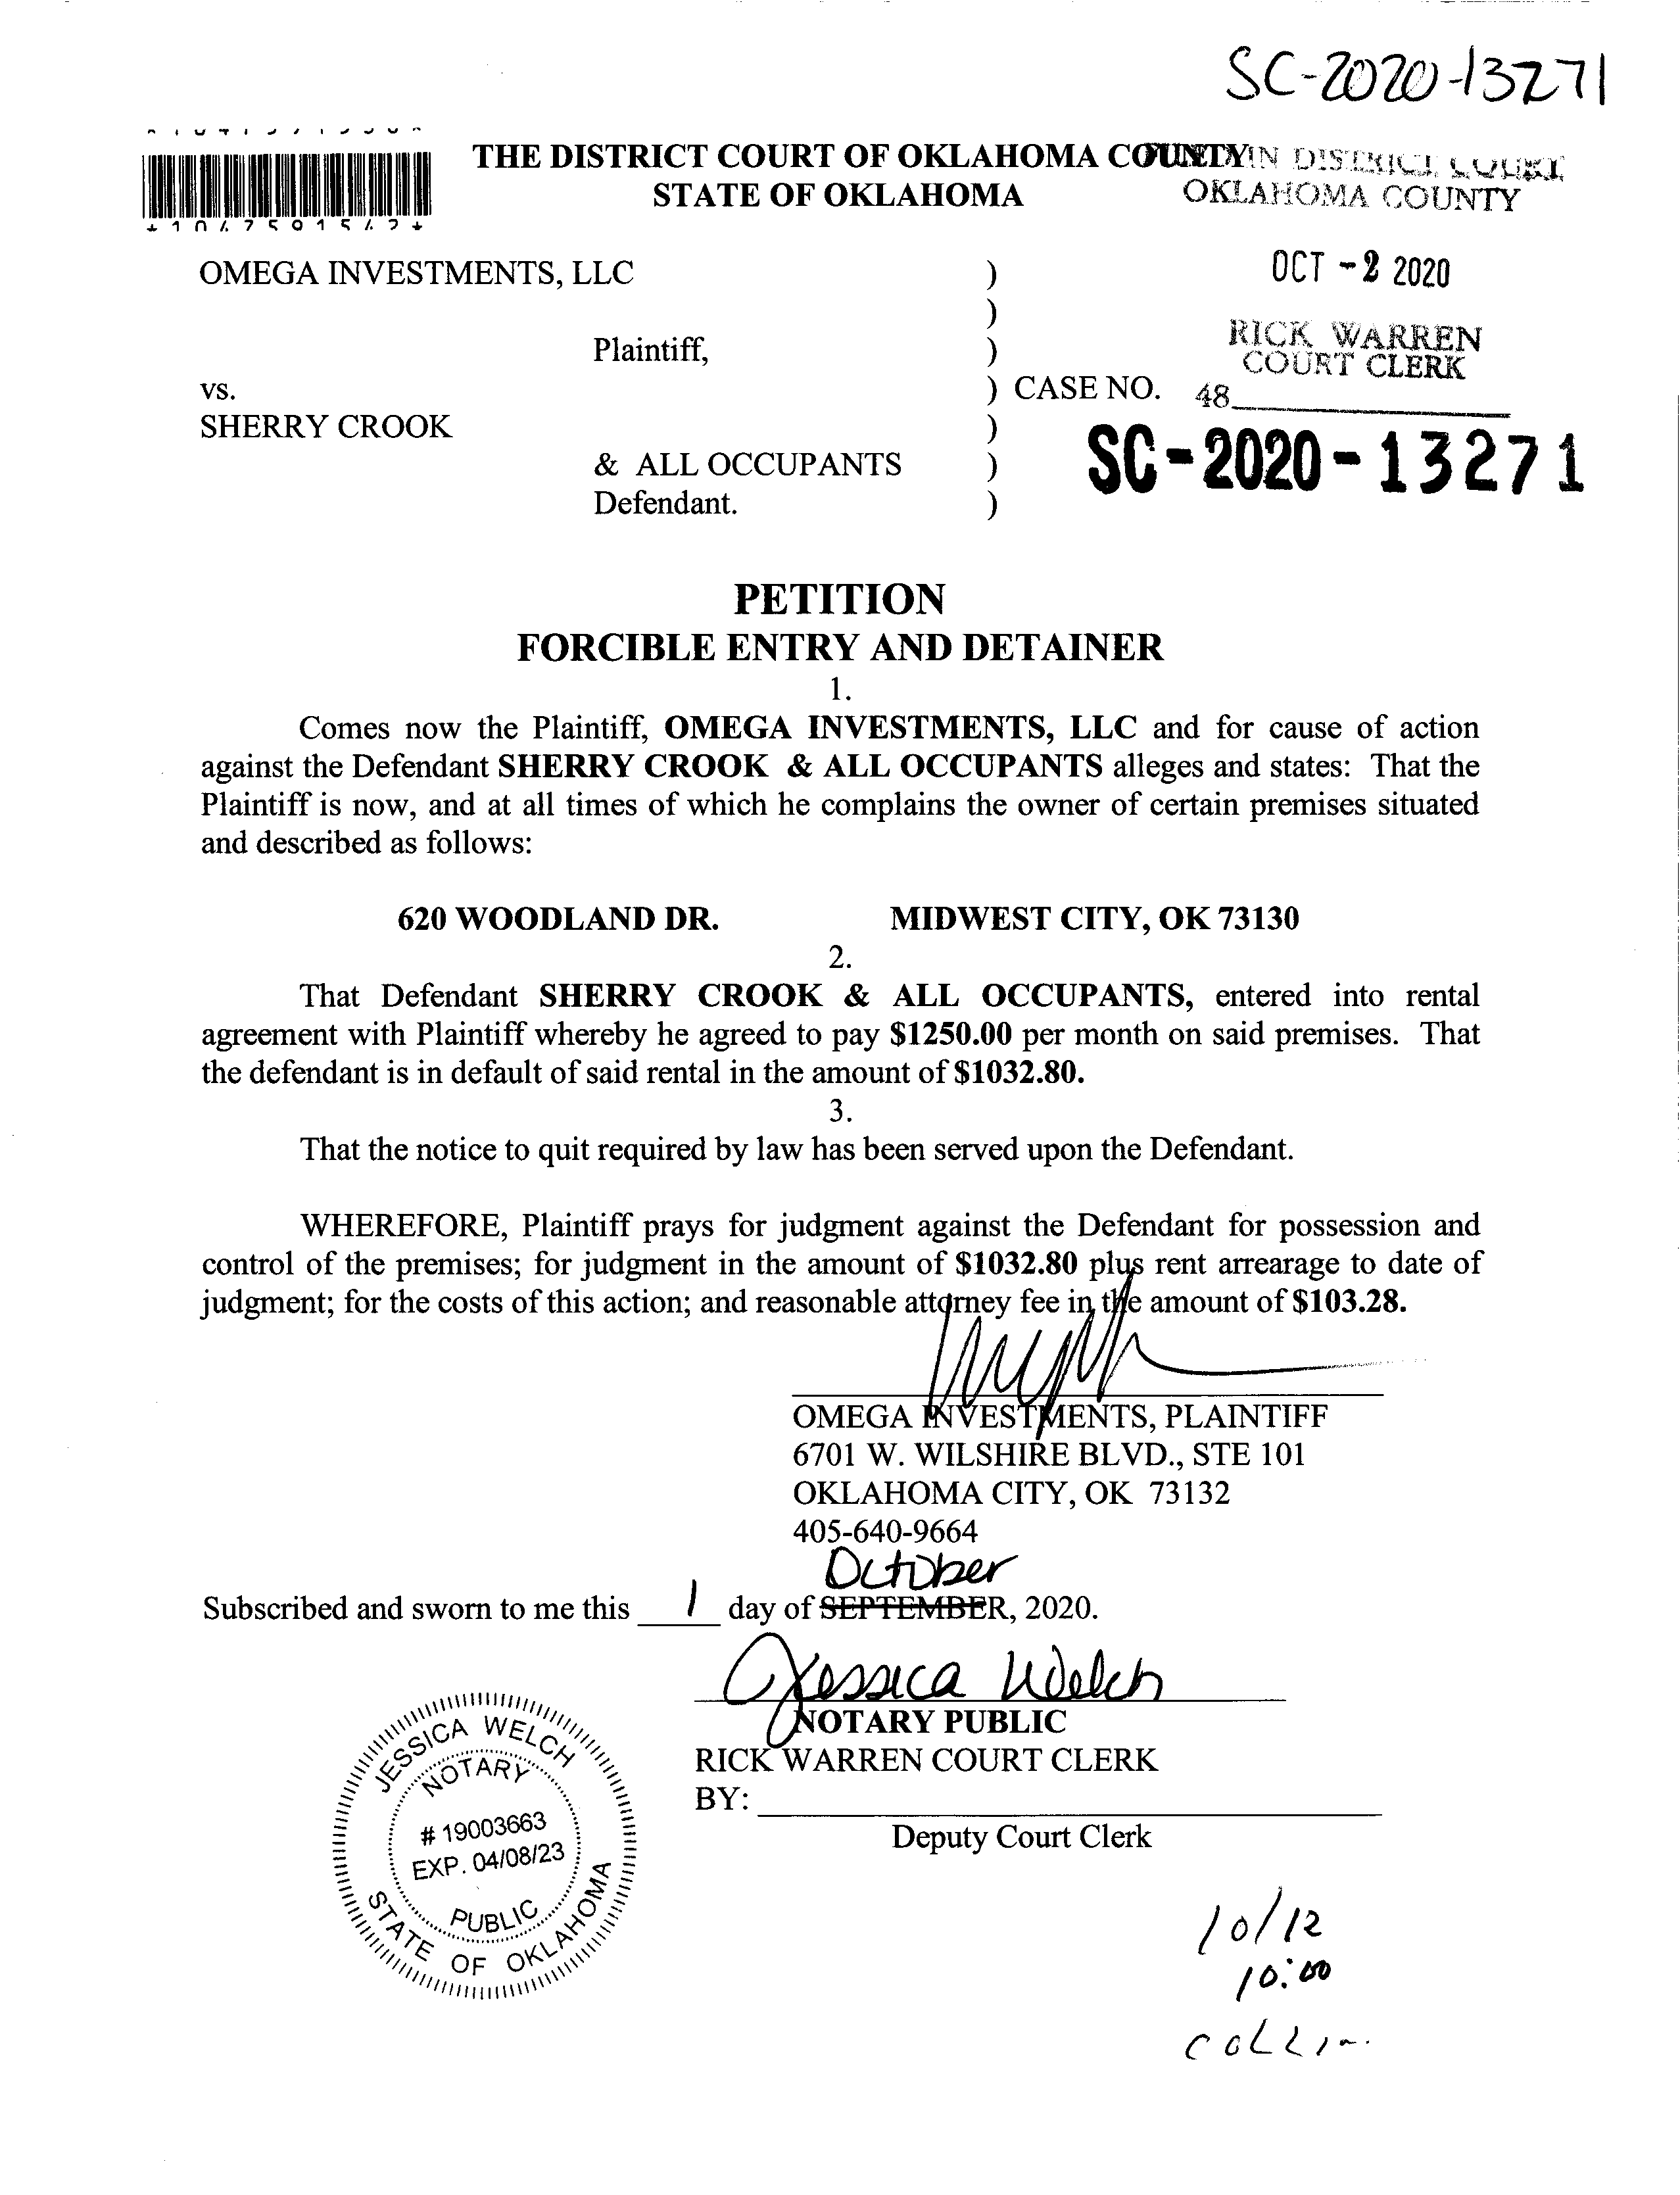 SC-2020-13271
THE DISTRICT COURT OF OKLAHOMA COUNTY
STATE OF OKLAHOMA
IN DISTRICT COURT
OKLAHOMA COUNTY
OMEGA INVESTMENTS, LLC )
)
Plaintiff, )
vs. ) CASE NO.
SHERRY CROOK )
& ALL OCCUPANTS )
Defendant. )
OCT -2 2020
RICK WARREN
COURT CLERK
48
SC-2020-13271
PETITION
FORCIBLE ENTRY AND DETAINER
1.
Comes now the Plaintiff, OMEGA INVESTMENTS, LLC and for cause of action
against the Defendant SHERRY CROOK & ALL OCCUPANTS alleges and states: That the
Plaintiff is now, and at all times of which he complains the owner of certain premises situated
and described as follows:
620 WOODLAND DR. MIDWEST CITY, OK 73130
2.
That Defendant SHERRY CROOK & ALL OCCUPANTS, entered into rental
agreement with Plaintiff whereby he agreed to pay $1250.00 per month on said premises. That
the defendant is in default of said rental in the amount of $1032.80.
3.
That the notice to quit required by law has been served upon the Defendant.
WHEREFORE, Plaintiff prays for judgment against the Defendant for possession and
control of the premises; for judgment in the amount of $1032.80 plus rent arrearage to date of
judgment; for the costs of this action; and reasonable attorney fee in the amount of $103.28.
OMEGA INVESTMENTS, PLAINTIFF
6701 W. WILSHIRE BLVD., STE 101
OKLAHOMA CITY, OK 73132
405-640-9664
October
Subscribed and sworn to me this 1 day of SEPTEMBER, 2020.
Jessica Welch
NOTARY PUBLIC
RICK WARREN COURT CLERK
BY:
Deputy Court Clerk
JESSICA WELCH
NOTARY
# 19003663
EXP. 04/08/23
PUBLIC
STATE OF OKLAHOMA
10/12
10:00